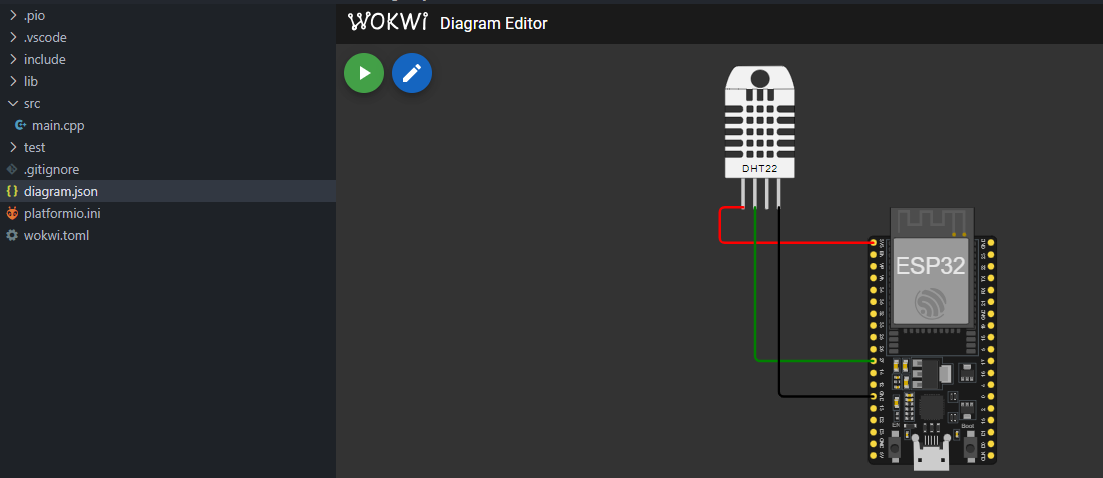 .pio
.vscode
include
lib
src
main.cpp
test
.gitignore
diagram.json
platformio.ini
wokwi.toml
WOKWI Diagram Editor
DHT22
ESP32
EN
Boot